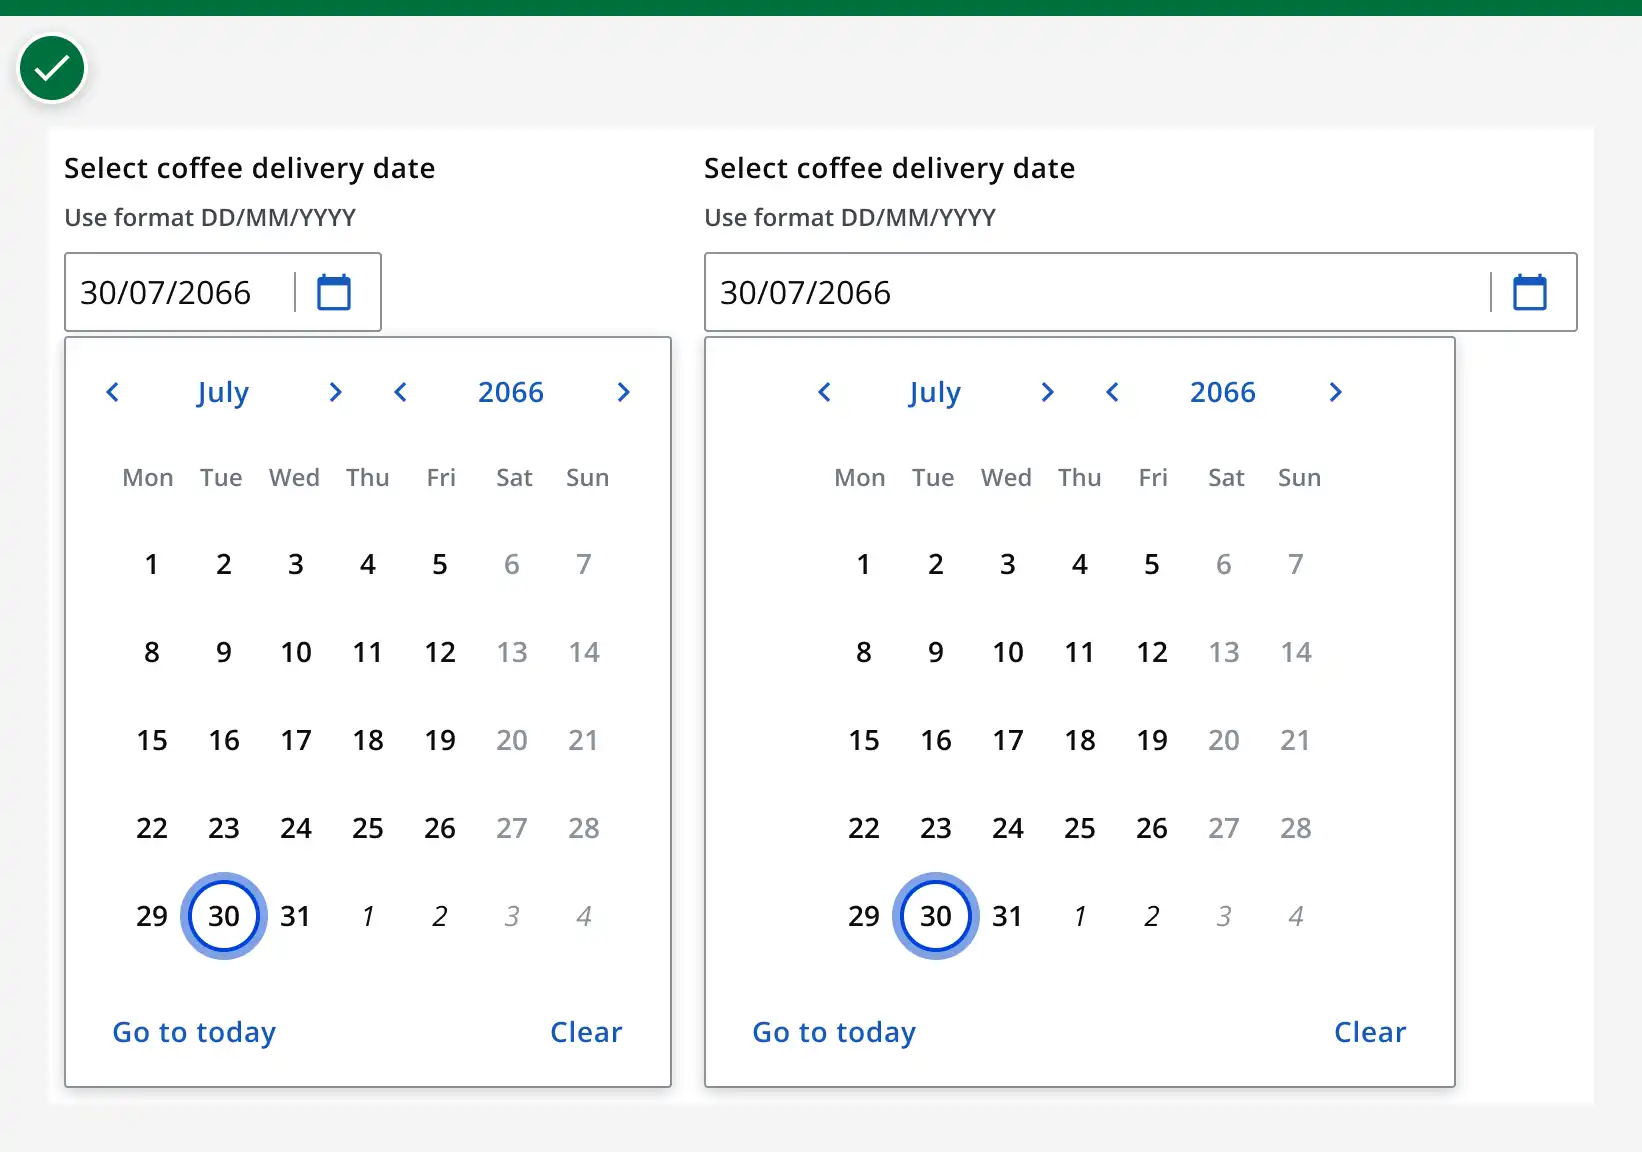 Select coffee delivery date
Use format DD/MM/YYYY
30/07/2066
July 2066
Mon Tue Wed Thu Fri Sat Sun
1 2 3 4 5 6 7
8 9 10 11 12 13 14
15 16 17 18 19 20 21
22 23 24 25 26 27 28
29 30 31 1 2 3 4
Go to today Clear
Select coffee delivery date
Use format DD/MM/YYYY
30/07/2066
July 2066
Mon Tue Wed Thu Fri Sat Sun
1 2 3 4 5 6 7
8 9 10 11 12 13 14
15 16 17 18 19 20 21
22 23 24 25 26 27 28
29 30 31 1 2 3 4
Go to today Clear